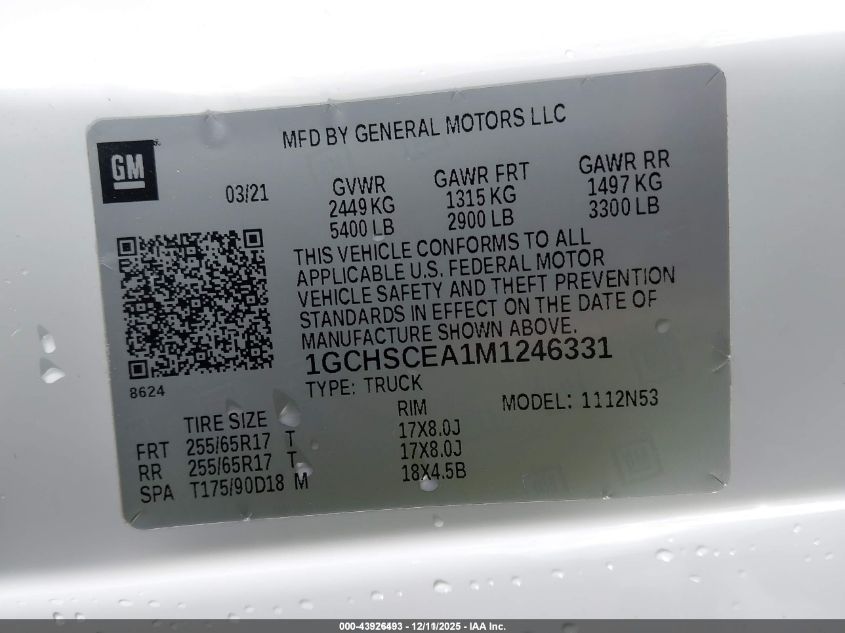 MFD BY GENERAL MOTORS LLC
GM
03/21
GVWR
2449 KG
5400 LB
GAWR FRT
1315 KG
2900 LB
GAWR RR
1497 KG
3300 LB
THIS VEHICLE CONFORMS TO ALL
APPLICABLE U.S. FEDERAL MOTOR
VEHICLE SAFETY AND THEFT PREVENTION
STANDARDS IN EFFECT ON THE DATE OF
MANUFACTURE SHOWN ABOVE.
1GCHSCEA1M1246331
8624
TYPE: TRUCK
MODEL: 1112N53
TIRE SIZE RIM
FRT 255/65R17 T 17X8.0J
RR 255/65R17 T 17X8.0J
SPA T175/90D18 M 18X4.5B
000-43926493 - 12/11/2025 - IAA Inc.